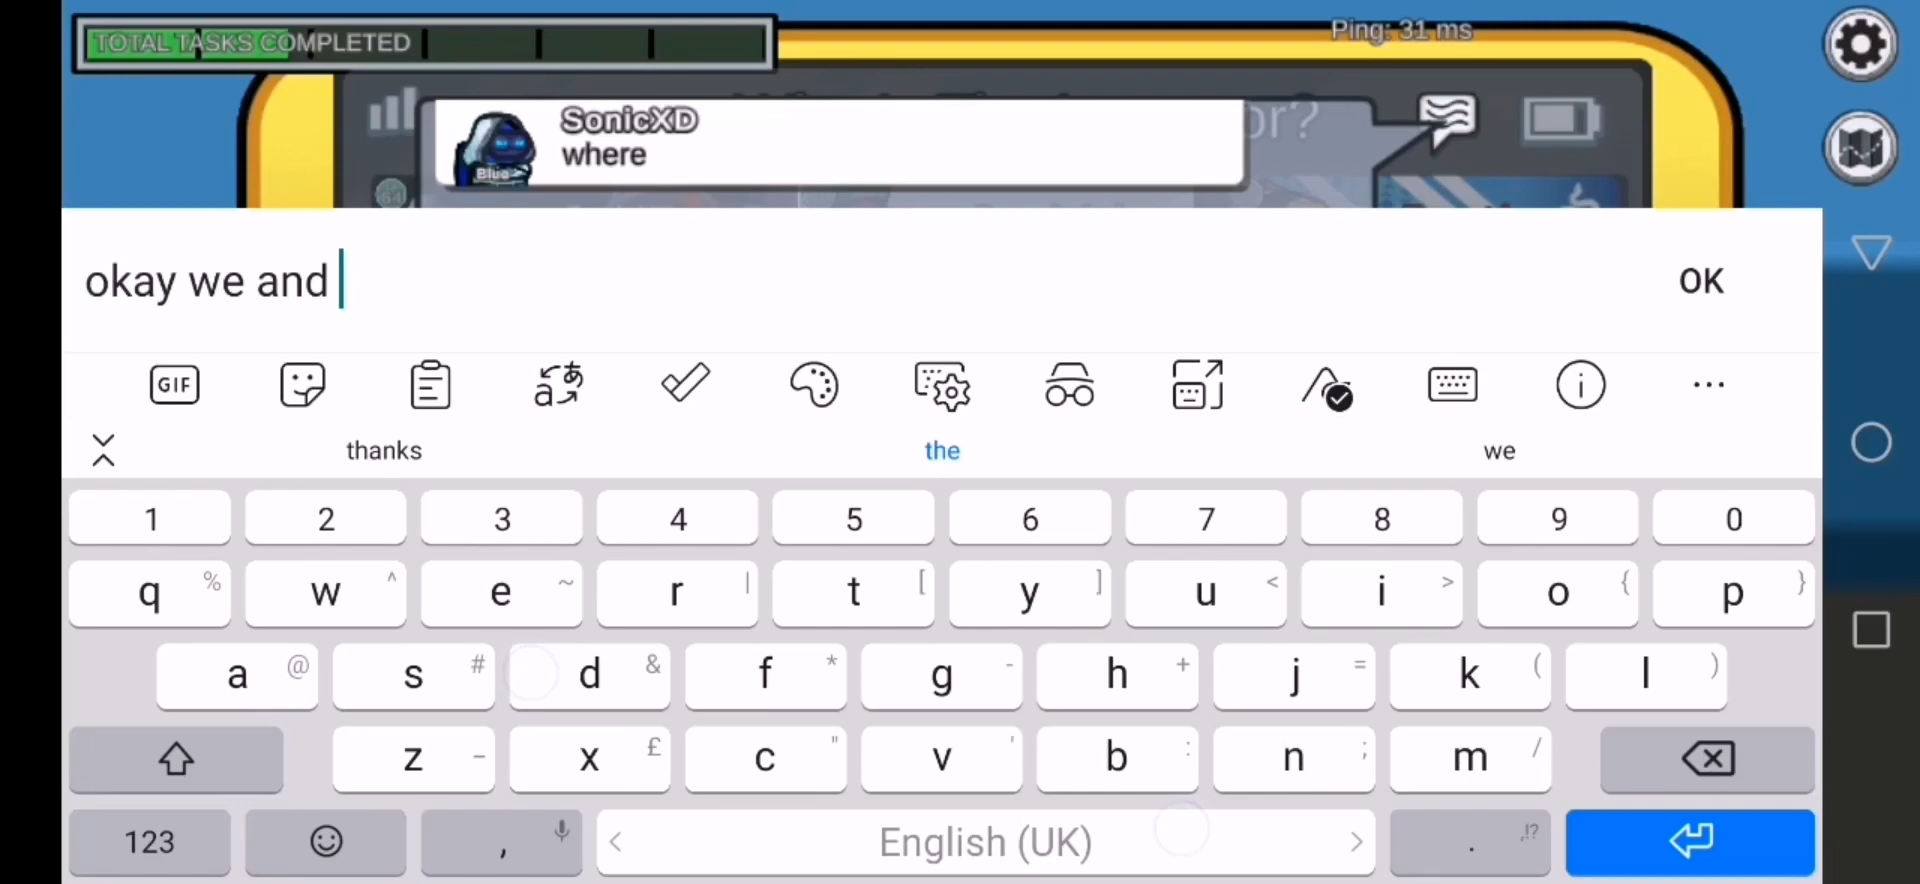 TOTAL TASKS COMPLETED
Ping: 31 ms
or?
SonicXD
where
Blue
okay we and
OK
GIF
thanks the we
1 2 3 4 5 6 7 8 9 0
q % w ^ e ~ r | t [ y ] u < i > o { p }
a @ s # d & f * g - h + j = k ( l )
z _ x £ c " v ' b : n ; m /
123 , < English (UK) > . ,!?